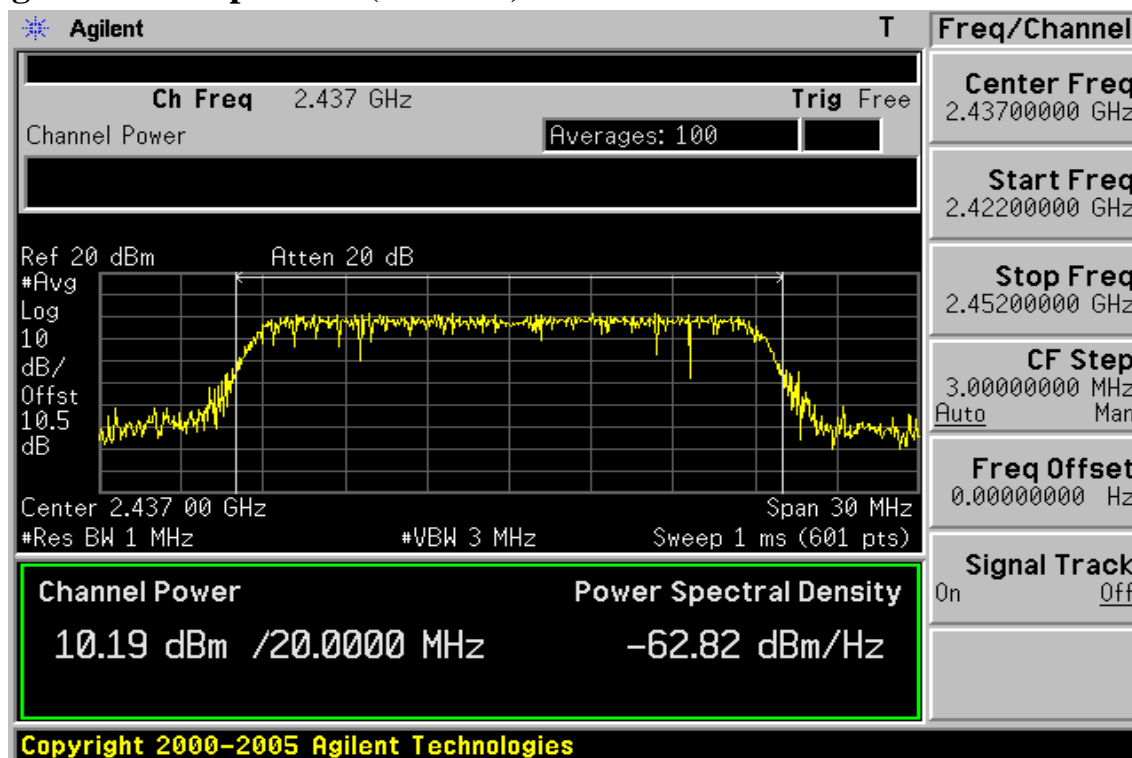 Agilent T
Freq/Channel
Ch Freq 2.437 GHz Trig Free
Channel Power Averages: 100
Ref 20 dBm Atten 20 dB
#Avg
Log
10
dB/
Offst
10.5
dB
Center 2.437 00 GHz Span 30 MHz
#Res BW 1 MHz #VBW 3 MHz Sweep 1 ms (601 pts)
Channel Power Power Spectral Density
10.19 dBm /20.0000 MHz -62.82 dBm/Hz
Center Freq
2.43700000 GHz
Start Freq
2.42200000 GHz
Stop Freq
2.45200000 GHz
CF Step
3.00000000 MHz
Auto Man
Freq Offset
0.00000000 Hz
Signal Track
On Off
Copyright 2000-2005 Agilent Technologies